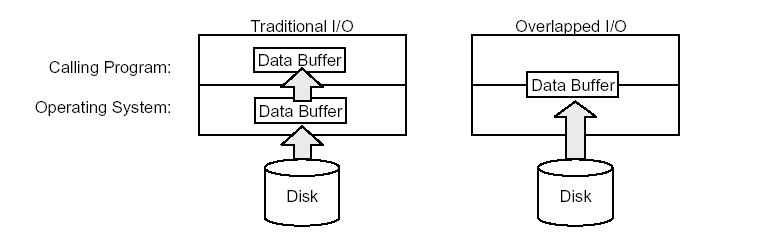 Traditional I/O
Overlapped I/O
Calling Program:
Data Buffer
Data Buffer
Operating System:
Data Buffer
Disk
Disk